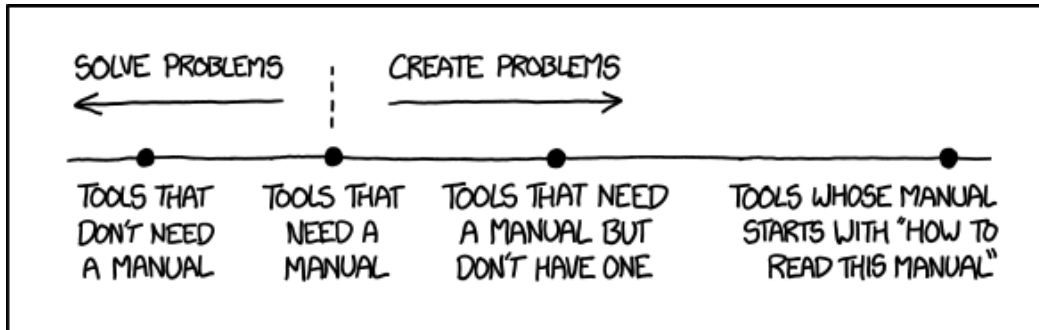 SOLVE PROBLEMS
CREATE PROBLEMS
TOOLS THAT
DON'T NEED
A MANUAL
TOOLS THAT
NEED A
MANUAL
TOOLS THAT NEED
A MANUAL BUT
DON'T HAVE ONE
TOOLS WHOSE MANUAL
STARTS WITH "HOW TO
READ THIS MANUAL"